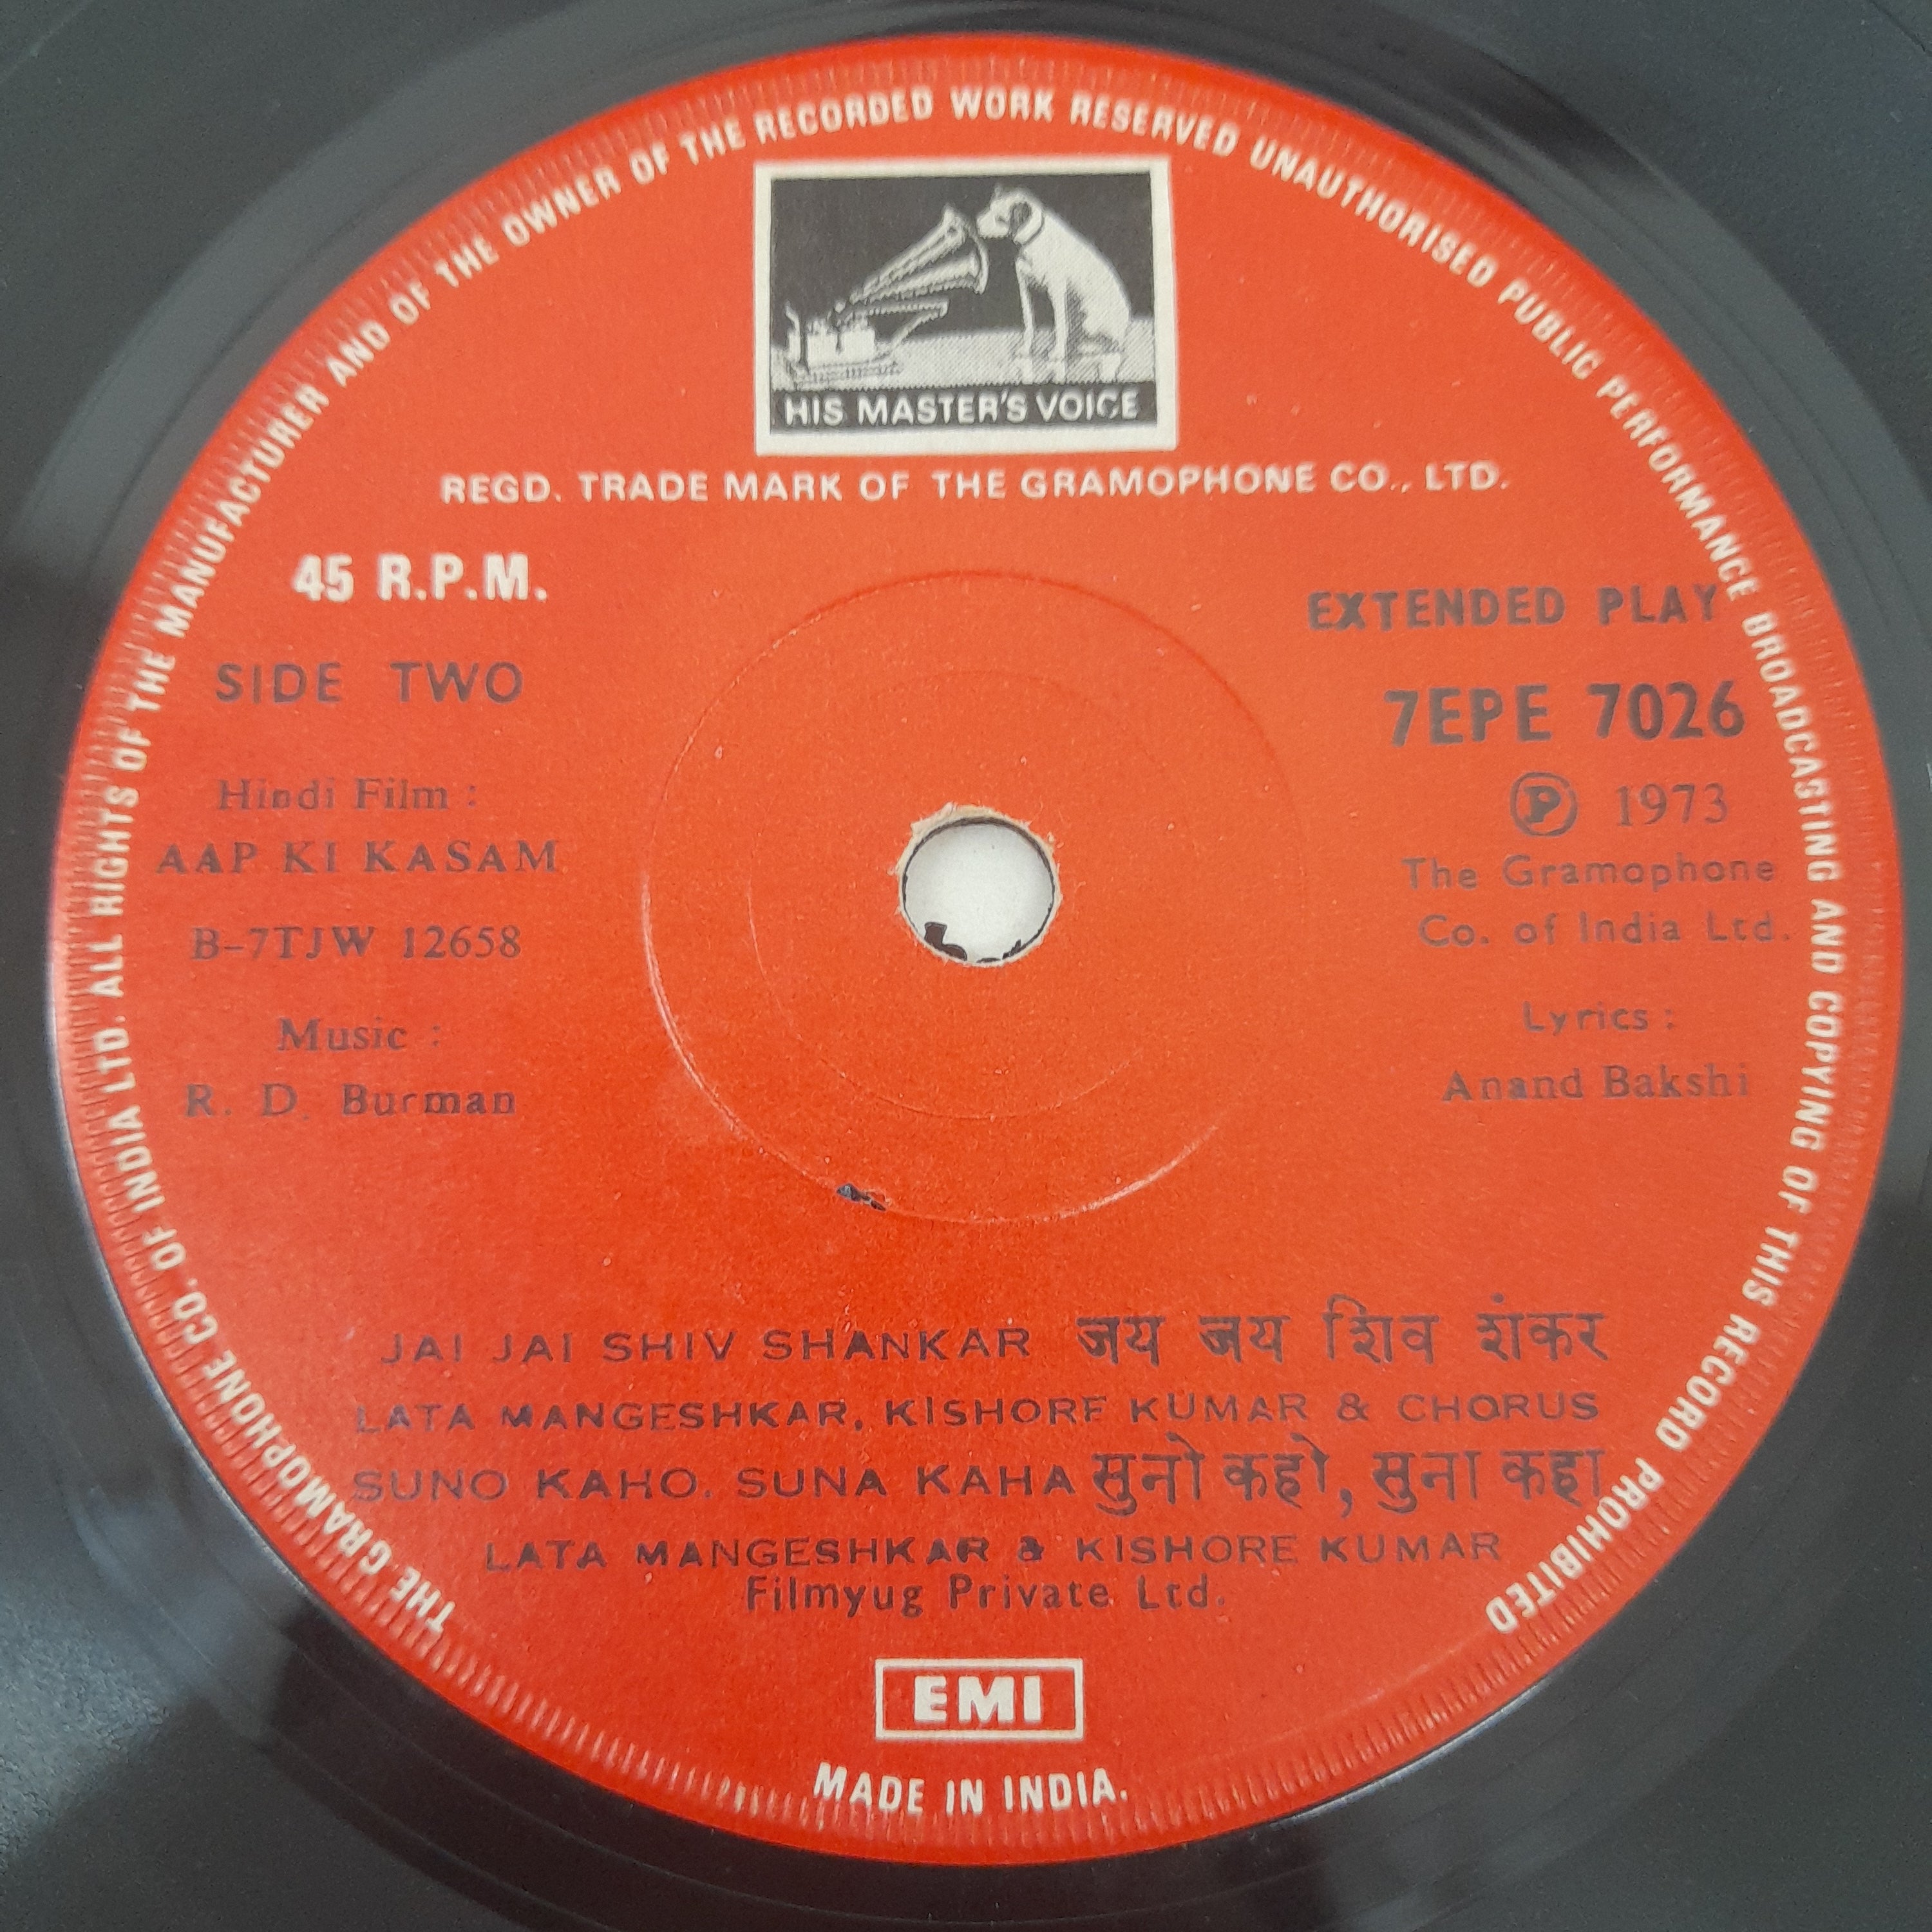 THE GRAMOPHONE CO. OF INDIA LTD. ALL RIGHTS OF THE MANUFACTURER AND OF THE OWNER OF THE RECORDED WORK RESERVED UNAUTHORISED PUBLIC PERFORMANCE BROADCASTING AND COPYING OF THIS RECORD PROHIBITED
HIS MASTER'S VOICE
REGD. TRADE MARK OF THE GRAMOPHONE CO., LTD.
45 R.P.M.
SIDE TWO
Hindi Film :
AAP KI KASAM
B-7TJW 12658
Music :
R. D. Burman
EXTENDED PLAY
7EPE 7026
Ⓟ 1973
The Gramophone
Co. of India Ltd.
Lyrics :
Anand Bakshi
JAI JAI SHIV SHANKAR जय जय शिव शंकर
LATA MANGESHKAR, KISHORE KUMAR & CHORUS
SUNO KAHO, SUNA KAHA सुनो कहो, सुना कहा
LATA MANGESHKAR & KISHORE KUMAR
Filmyug Private Ltd.
EMI
MADE IN INDIA.